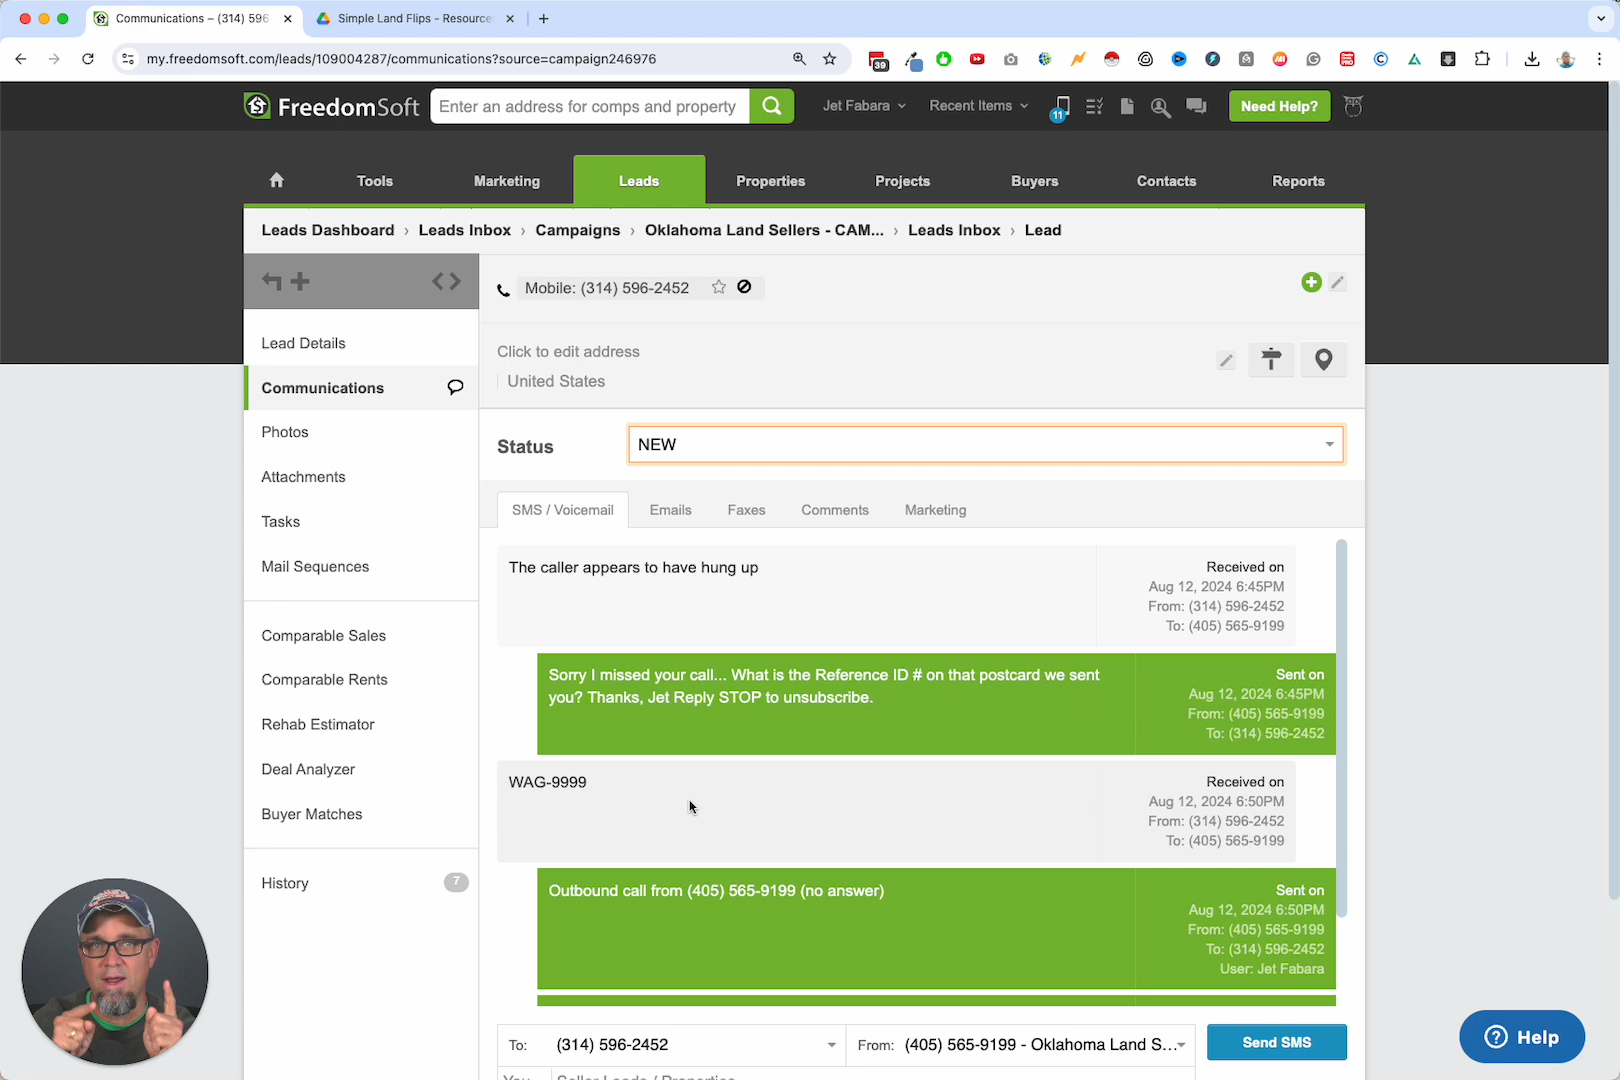 Communications – (314) 596
Simple Land Flips - Resource
my.freedomsoft.com/leads/109004287/communications?source=campaign246976
39
FreedomSoft
Enter an address for comps and property
Jet Fabara
Recent Items
11
Need Help?
Tools
Marketing
Leads
Properties
Projects
Buyers
Contacts
Reports
Leads Dashboard › Leads Inbox › Campaigns › Oklahoma Land Sellers - CAM... › Leads Inbox › Lead
Mobile: (314) 596-2452
Click to edit address
United States
Lead Details
Communications
Photos
Attachments
Tasks
Mail Sequences
Comparable Sales
Comparable Rents
Rehab Estimator
Deal Analyzer
Buyer Matches
History
7
Status
NEW
SMS / Voicemail
Emails
Faxes
Comments
Marketing
The caller appears to have hung up
Received on
Aug 12, 2024 6:45PM
From: (314) 596-2452
To: (405) 565-9199
Sorry I missed your call... What is the Reference ID # on that postcard we sent
you? Thanks, Jet Reply STOP to unsubscribe.
Sent on
Aug 12, 2024 6:45PM
From: (405) 565-9199
To: (314) 596-2452
WAG-9999
Received on
Aug 12, 2024 6:50PM
From: (314) 596-2452
To: (405) 565-9199
Outbound call from (405) 565-9199 (no answer)
Sent on
Aug 12, 2024 6:50PM
From: (405) 565-9199
To: (314) 596-2452
User: Jet Fabara
To: (314) 596-2452
From: (405) 565-9199 - Oklahoma Land S...
Send SMS
You
Seller Leads / Properties
Help